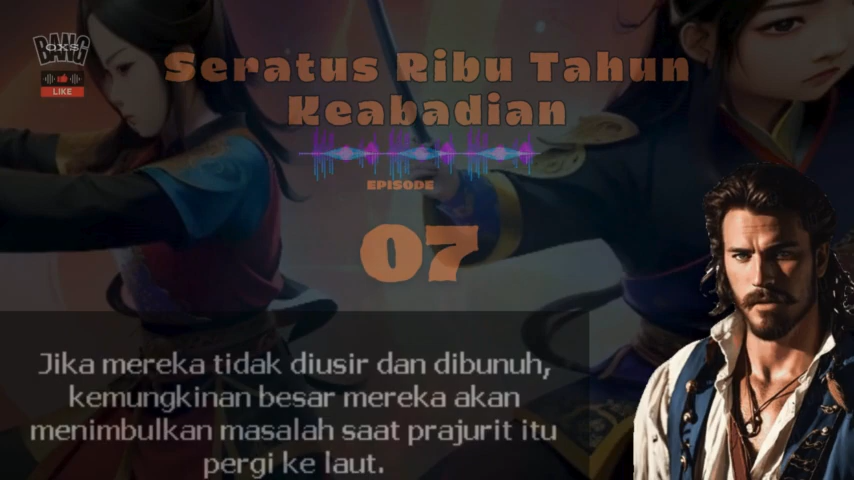 BANG
OXS
LIKE
Seratus Ribu Tahun
Keabadian
EPISODE
07
Jika mereka tidak diusir dan dibunuh,
kemungkinan besar mereka akan
menimbulkan masalah saat prajurit itu
pergi ke laut.